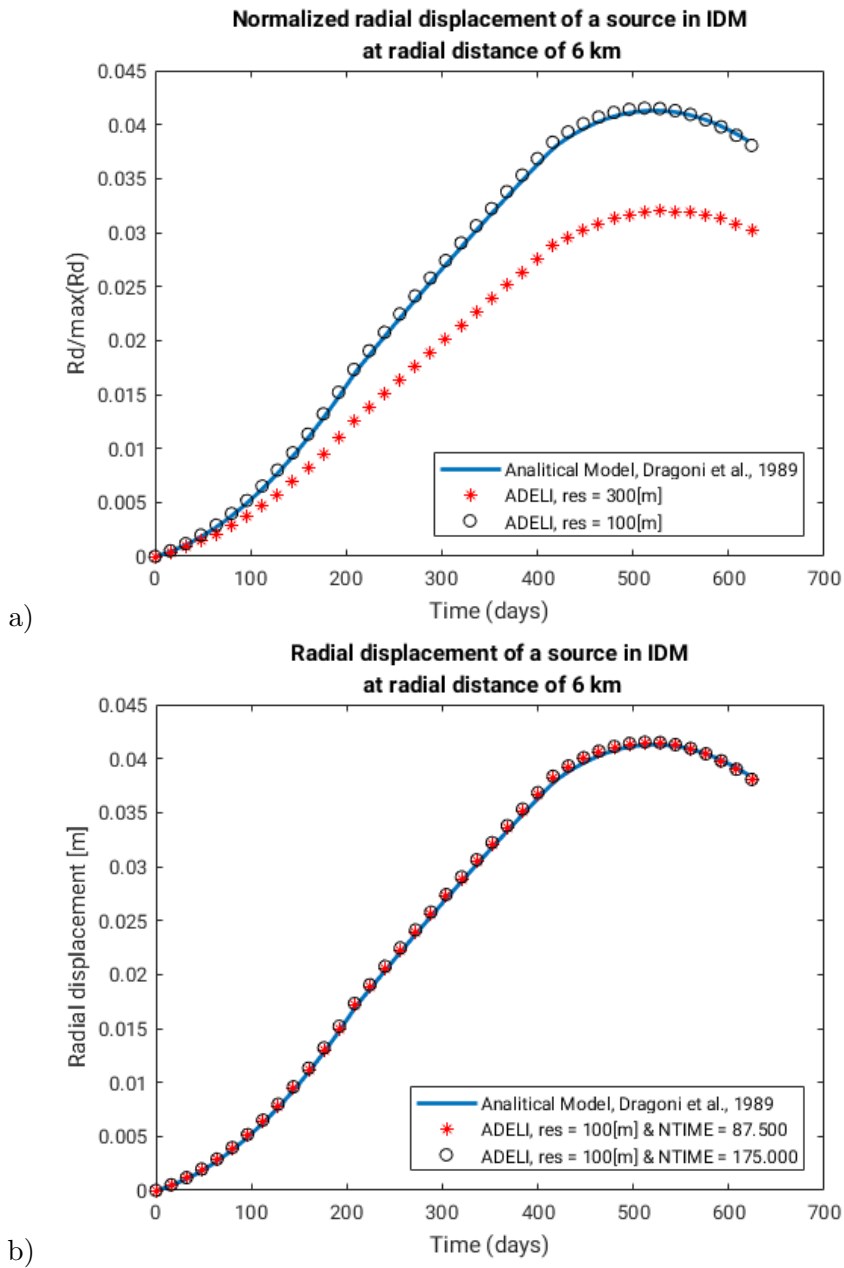 Normalized radial displacement of a source in IDM
at radial distance of 6 km
0.045
0.04
0.035
0.03
0.025
0.02
0.015
0.01
0.005
0
Rd/max(Rd)
Analitical Model, Dragoni et al., 1989
ADELI, res = 300[m]
ADELI, res = 100[m]
0 100 200 300 400 500 600 700
Time (days)
a)
Radial displacement of a source in IDM
at radial distance of 6 km
0.045
0.04
0.035
0.03
0.025
0.02
0.015
0.01
0.005
0
Radial displacement [m]
Analitical Model, Dragoni et al., 1989
ADELI, res = 100[m] & NTIME = 87.500
ADELI, res = 100[m] & NTIME = 175.000
0 100 200 300 400 500 600 700
Time (days)
b)